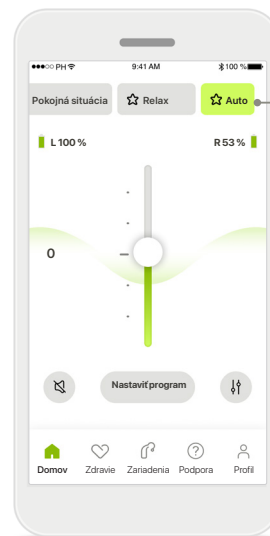 PH 9:41 AM 100 %
Pokojná situácia Relax Auto
L 100 % R 53 %
0
Nastaviť program
Domov Zdravie Zariadenia Podpora Profil